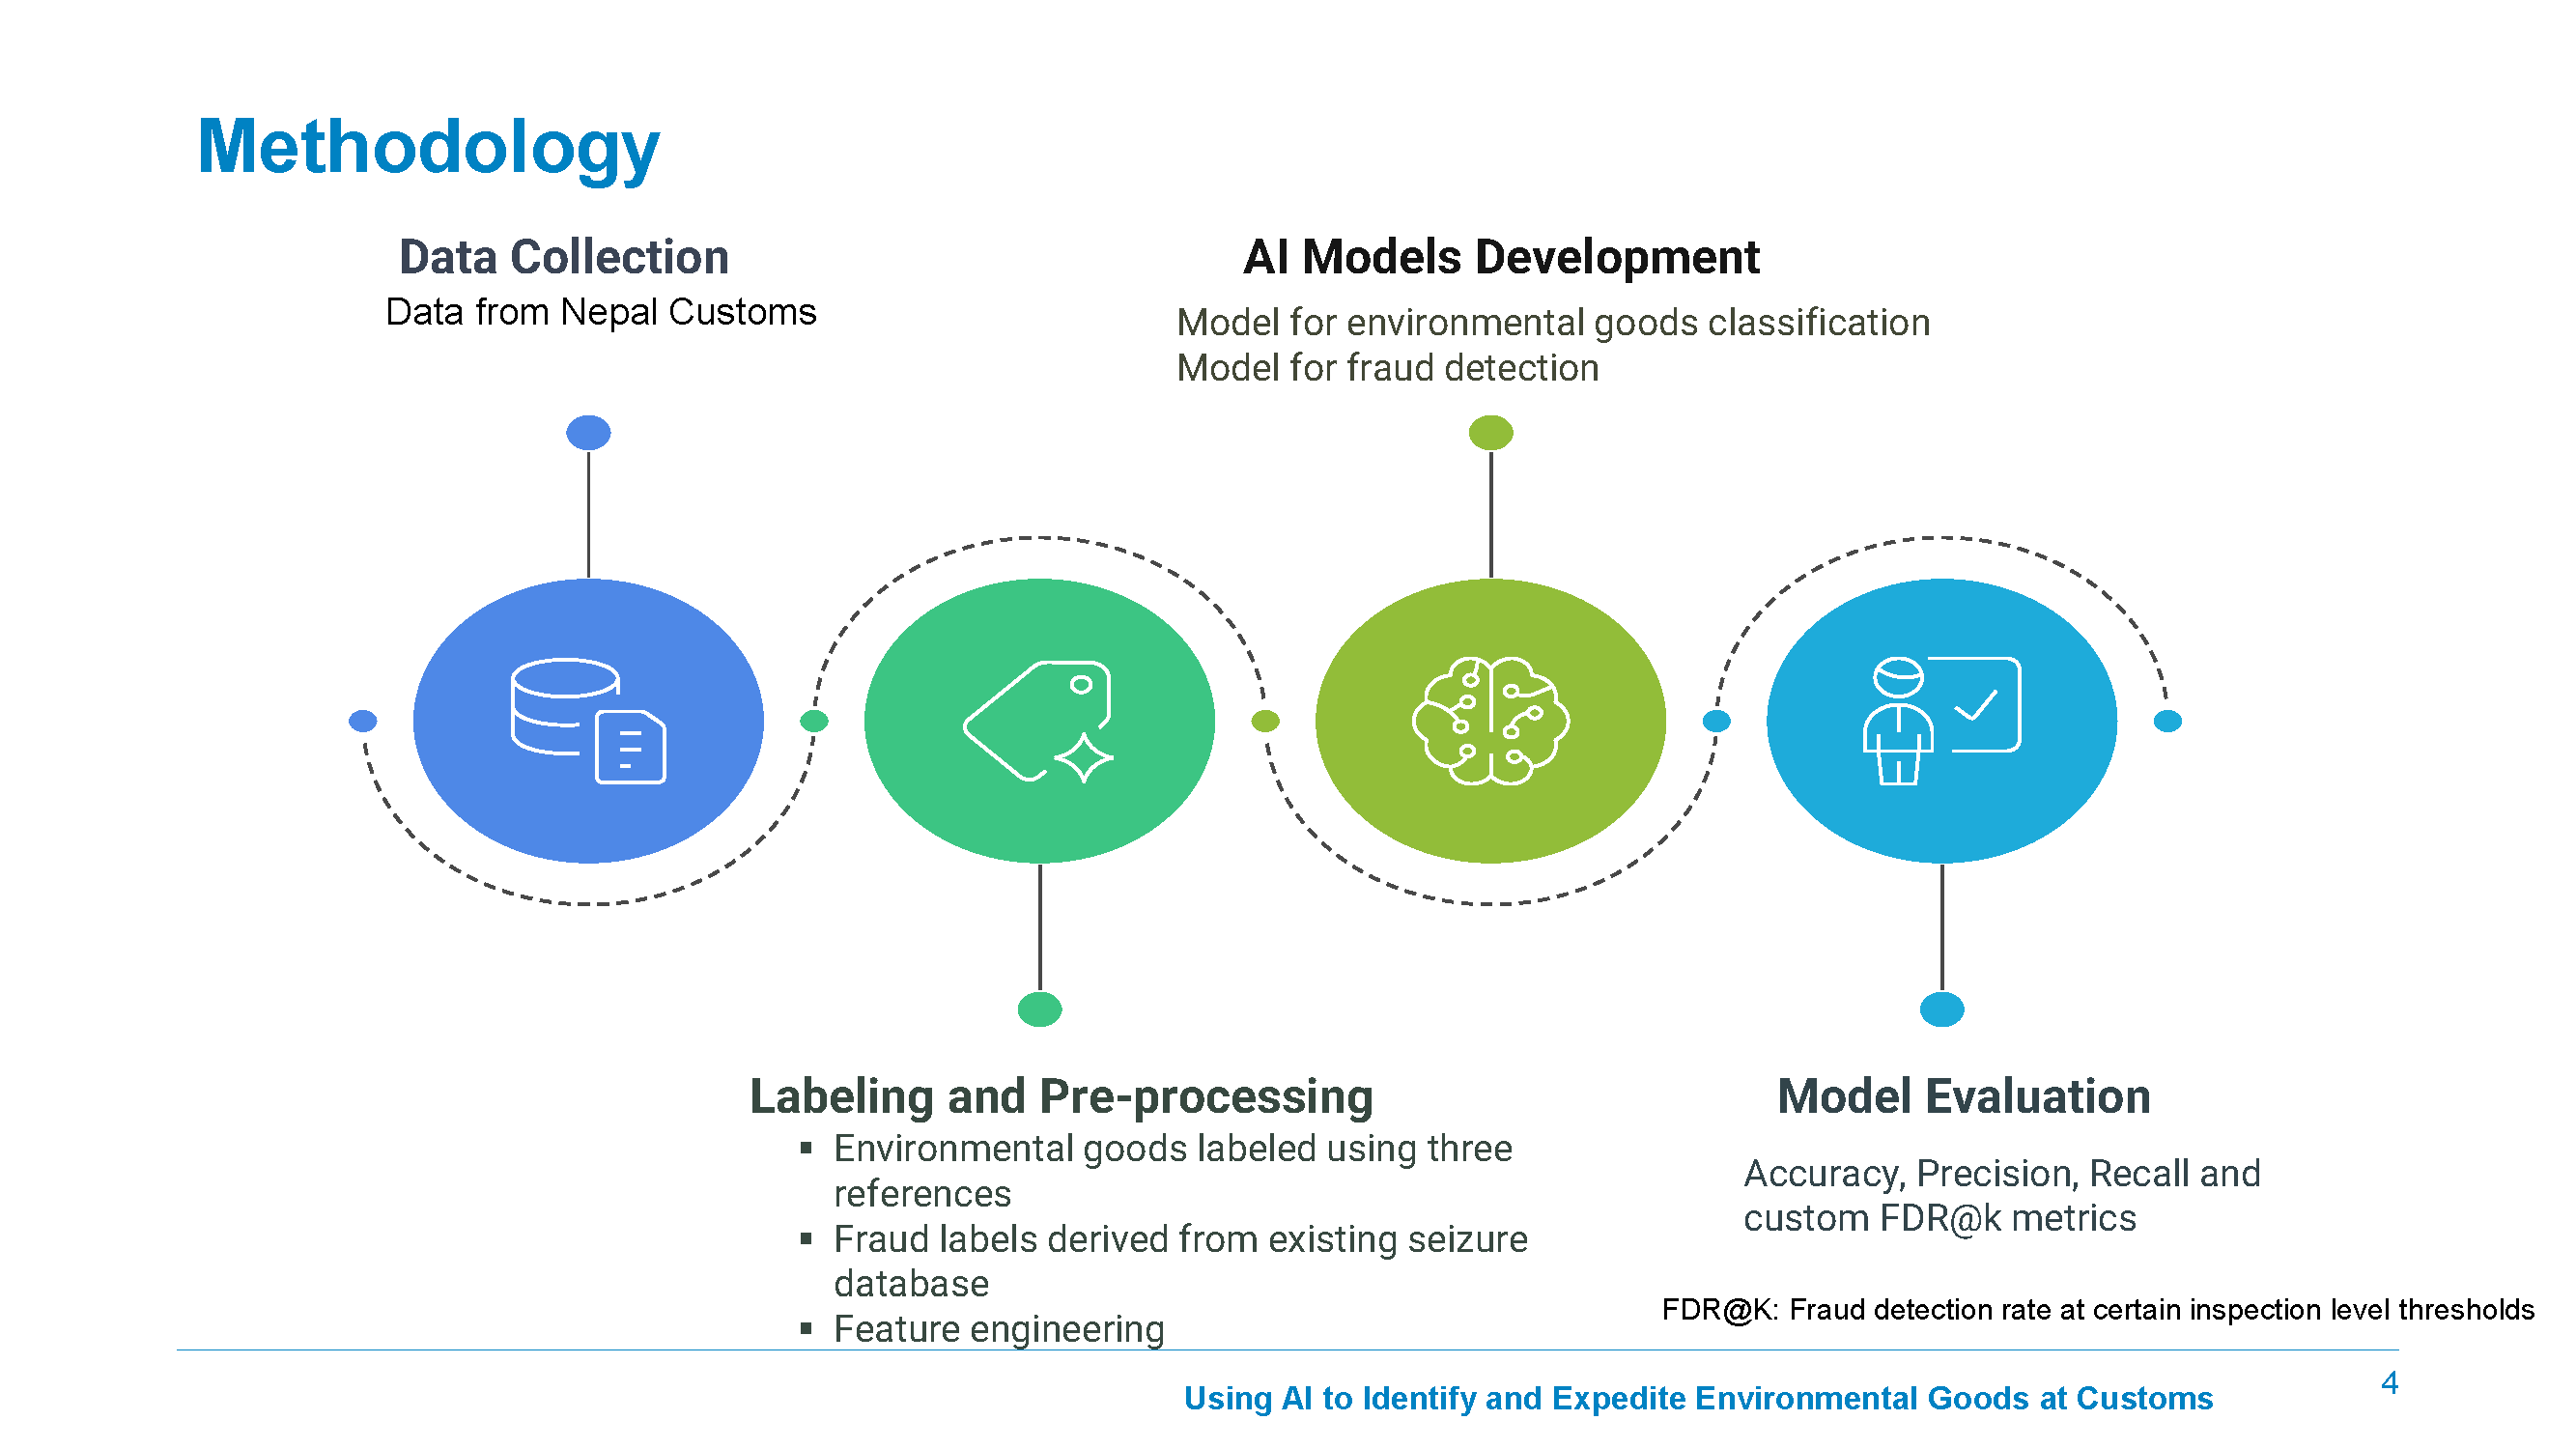 Methodology
Data Collection
Data from Nepal Customs
AI Models Development
Model for environmental goods classification
Model for fraud detection
Labeling and Pre-processing
▪ Environmental goods labeled using three
references
▪ Fraud labels derived from existing seizure
database
▪ Feature engineering
Model Evaluation
Accuracy, Precision, Recall and
custom FDR@k metrics
FDR@K: Fraud detection rate at certain inspection level thresholds
Using AI to Identify and Expedite Environmental Goods at Customs
4